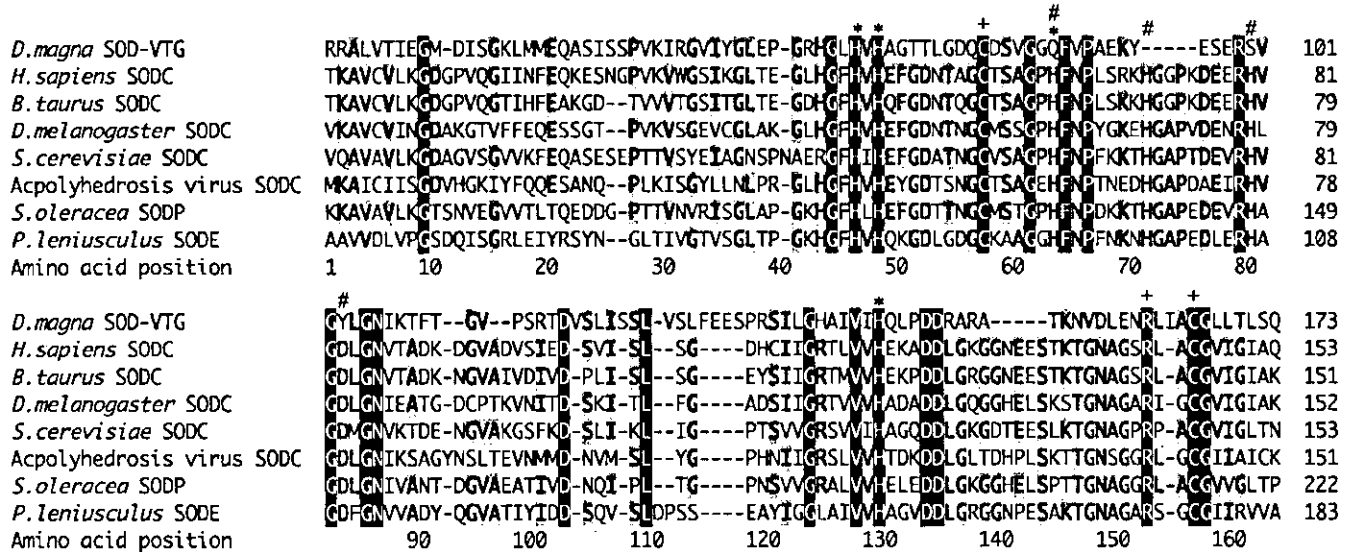 # #
* * + * # #
D.magna SOD-VTG RRALVTIEGM-DISGKLMMEQASISSPVKIRGVIYGLEP-GRHGLHVHAGTTLGDQCDSVGGQFVPAEKY-----ESERSV 101
H.sapiens SODC TKAVCVLKGDGPVQGIINFEQKESNGPVKVWGSIKGLTE-GLHGFHVHEFGDNTAGCTSAGPHFNPLSRKHGGPKDEERHV 81
B.taurus SODC TKAVCVLKGDGPVQGTIHFEAKGD--TVVVTGSITGLTE-GDHGFHVHQFGDNTQGCTSAGPHFNPLSKKHGGPKDEERHV 79
D.melanogaster SODC VKAVCVINGDAKGTVFFEQESSGT--PVKVSGEVCGLAK-GLHGFHVHEFGDNTNGCMSSGPHFNPYGKEHGAPVDENRHL 79
S.cerevisiae SODC VQAVAVLKGDAGVSGVVKFEQASESEPTTVSYEIAGNSPNAERGFHIHEFGDATNGCVSAGPHFNPFKKTHGAPTDEVRHV 81
Acpolyhedrosis virus SODC MKAICIISGDVHGKIYFQQESANQ--PLKISGYLLNLPR-GLHGFHVHEYGDTSNGCTSAGEHFNPTNEDHGAPDAEIRHV 78
S.oleracea SODP KKAVAVLKGTSNVEGVVTLTQEDDG-PTTVNVRISGLAP-GKHGFHLHEFGDTTNGCMSTGPHFNPDKKTHGAPEDEVRHA 149
P.leniusculus SODE AAVVDLVPGSDQISGRLEIYRSYN--GLTIVGTVSGLTP-GKHGFHVHQKGDLGDGCKAAGGHFNPFNKNHGAPEDLERHA 108
Amino acid position 1 10 20 30 40 50 60 70 80
# * + +
D.magna SOD-VTG GYLGNIKTFT--GV--PSRTDVSLISSL-VSLFEESPRSILGHAIVIHQLPDDRARA-----TKNVDLENRLIACGLLTLSQ 173
H.sapiens SODC GDLGNVTADK-DGVADVSIED-SVI-SL-SG----DHCIIGRTLVVHEKADDLGKGGNEESTKTGNAGSRL-ACGVIGIAQ 153
B.taurus SODC GDLGNVTADK-NGVAIVDIVD-PLI-SL-SG----EYSIIGRTMVVHEKPDDLGRGGNEESTKTGNAGSRL-ACGVIGIAK 151
D.melanogaster SODC GDLGNIEATG-DCPTKVNITD-SKI-TL-FG----ADSIIGRTVVVHADADDLGQGGHELSKSTGNAGARI-GCGVIGIAK 152
S.cerevisiae SODC GDMGNVKTDE-NGVAKGSFKD-SLI-KL-IG----PTSVVGRSVVIHAGQDDLGKGDTEESLKTGNAGPRP-ACGVIGLTN 153
Acpolyhedrosis virus SODC GDLGNIKSAGYNSLTEVNMMD-NVM-SL-YG----PHNIIGRSLVVHTDKDDLGLTDHPLSKTTGNSGGRL-GCGIIAICK 151
S.oleracea SODP GDLGNIVANT-DGVAEATIVD-NQI-PL-TG----PNSVVGRALVVHELEDDLGKGGHELSPTTGNAGGRL-GCGVVGLTP 222
P.leniusculus SODE GDFGNVVADY-QGVATIYIDD-SQV-SLDPSS----EAYIGGLAIVVHAGVDDLGRGGNPESAKTGNAGARS-GCGIIRVVA 183
Amino acid position 90 100 110 120 130 140 150 160